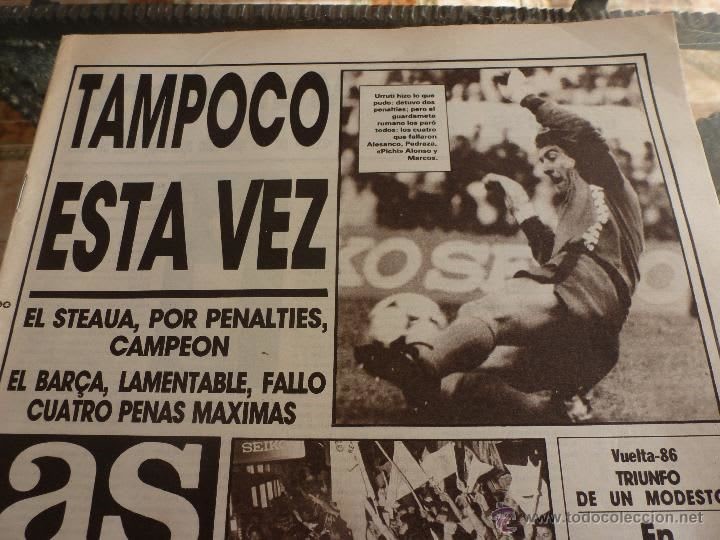 TAMPOCO
ESTA VEZ
EL STEAUA, POR PENALTIES,
CAMPEON
EL BARÇA, LAMENTABLE, FALLO
CUATRO PENAS MAXIMAS
Urruti hizo lo que
pudo: detuvo dos
penalties; pero el
guardameta
rumano los paró
todos: los cuatro
que fallaron
Alesanco, Pedraza,
«Pichi» Alonso y
Marcos.
as
SEIKO
Vuelta-86
TRIUNFO
DE UN MODESTO
En
todocoleccion
www.todocoleccion.net